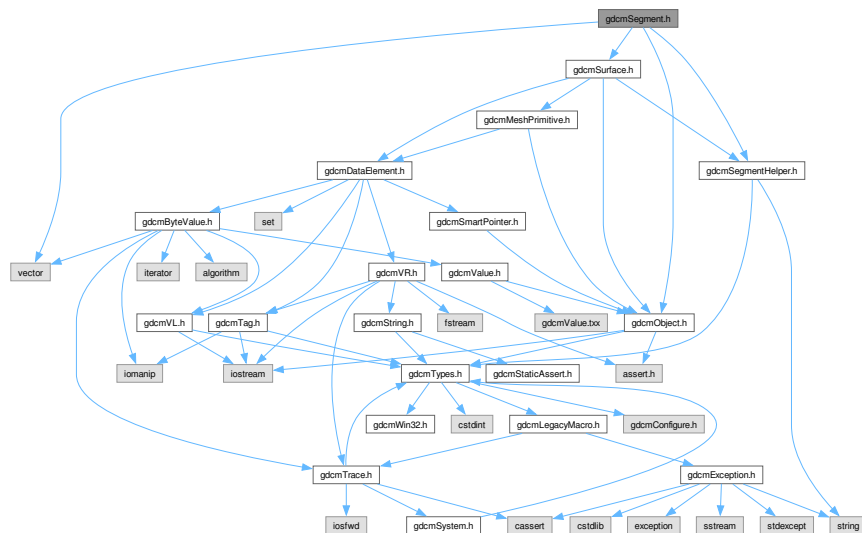 gdcmSegment.h
gdcmSurface.h
gdcmMeshPrimitive.h
gdcmDataElement.h
gdcmSegmentHelper.h
gdcmByteValue.h
set
gdcmSmartPointer.h
vector
iterator
algorithm
gdcmVR.h
gdcmValue.h
gdcmVL.h
gdcmTag.h
gdcmString.h
fstream
gdcmValue.txx
gdcmObject.h
iomanip
iostream
gdcmTypes.h
gdcmStaticAssert.h
assert.h
gdcmWin32.h
cstdint
gdcmLegacyMacro.h
gdcmConfigure.h
gdcmTrace.h
gdcmException.h
iosfwd
gdcmSystem.h
cassert
cstdlib
exception
sstream
stdexcept
string